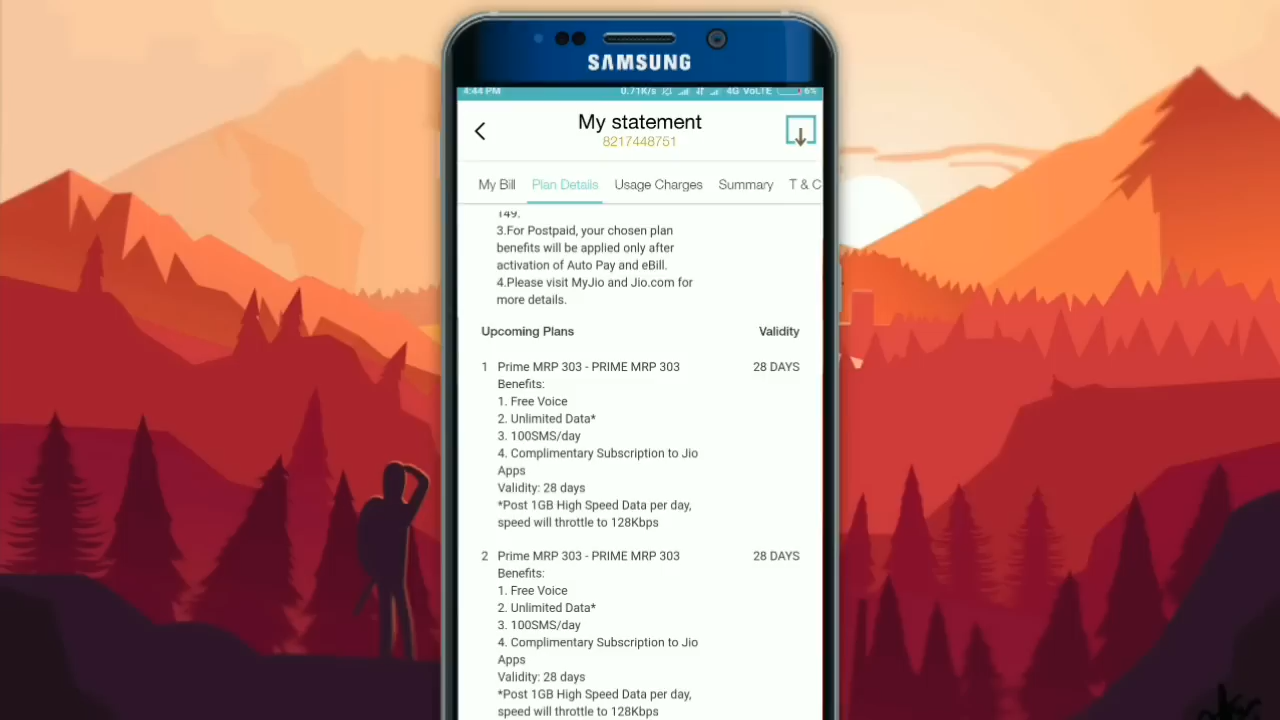 SAMSUNG
4:44 PM 0.71K/s 4G VoLTE 6%
My statement
8217448751
My Bill Plan Details Usage Charges Summary T & C
149.
3.For Postpaid, your chosen plan
benefits will be applied only after
activation of Auto Pay and eBill.
4.Please visit MyJio and Jio.com for
more details.
Upcoming Plans Validity
1 Prime MRP 303 - PRIME MRP 303 28 DAYS
Benefits:
1. Free Voice
2. Unlimited Data*
3. 100SMS/day
4. Complimentary Subscription to Jio
Apps
Validity: 28 days
*Post 1GB High Speed Data per day,
speed will throttle to 128Kbps
2 Prime MRP 303 - PRIME MRP 303 28 DAYS
Benefits:
1. Free Voice
2. Unlimited Data*
3. 100SMS/day
4. Complimentary Subscription to Jio
Apps
Validity: 28 days
*Post 1GB High Speed Data per day,
speed will throttle to 128Kbps